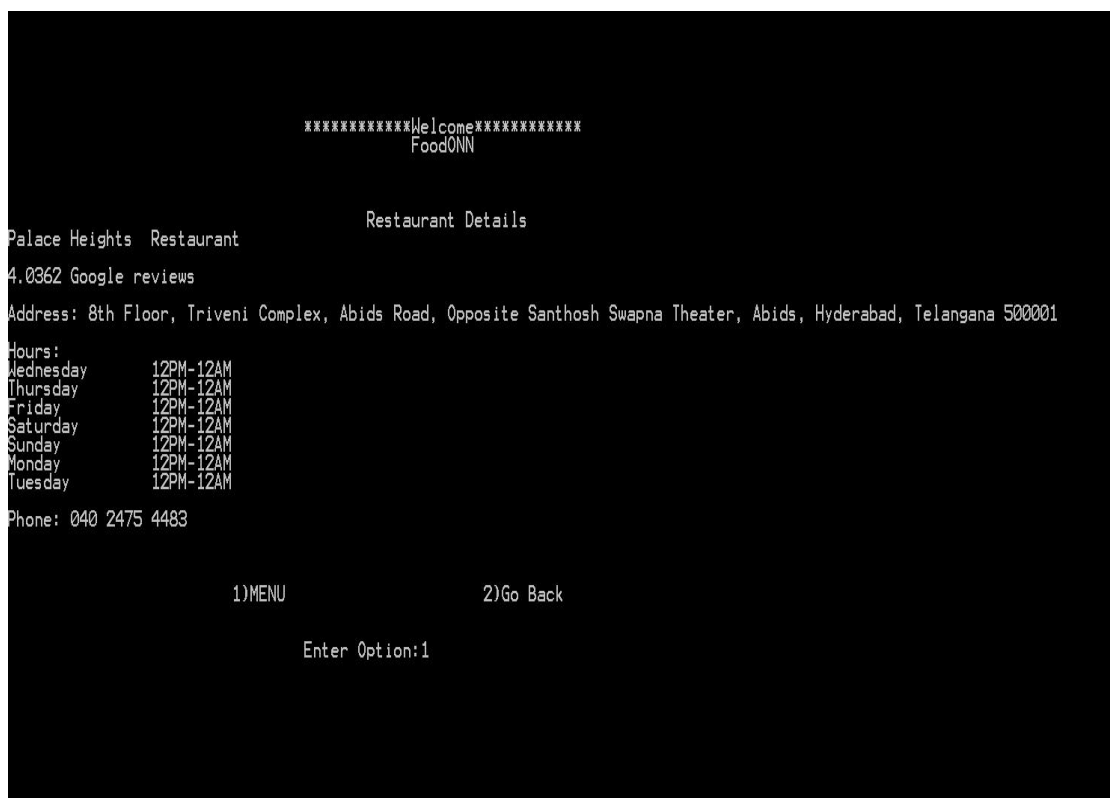 ************Welcome************
FoodONN
Restaurant Details
Palace Heights  Restaurant
4.0362 Google reviews
Address: 8th Floor, Triveni Complex, Abids Road, Opposite Santhosh Swapna Theater, Abids, Hyderabad, Telangana 500001
Hours:
Wednesday 12PM-12AM
Thursday 12PM-12AM
Friday 12PM-12AM
Saturday 12PM-12AM
Sunday 12PM-12AM
Monday 12PM-12AM
Tuesday 12PM-12AM
Phone: 040 2475 4483
1)MENU 2)Go Back
Enter Option:1